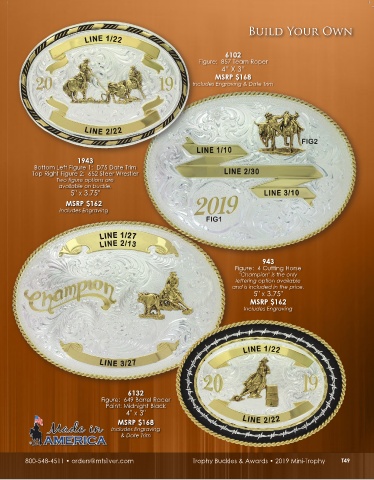 BUILD YOUR OWN
LINE 1/22
20 19
LINE 2/22
6102
Figure: 857 Team Roper
4" X 3"
MSRP $168
Includes Engraving & Date Trim
1943
Bottom Left Figure 1: D75 Date Trim
Top Right Figure 2: 652 Steer Wrestler
Two figure options are
available on buckle.
5" x 3.75"
MSRP $162
Includes Engraving
LINE 1/10
FIG2
LINE 2/30
LINE 3/10
2019
FIG1
LINE 1/27
LINE 2/13
Champion
LINE 3/27
943
Figure: 4 Cutting Horse
"Champion" is the only
lettering option available
and is included in the price.
5" x 3.75"
MSRP $162
Includes Engraving
LINE 1/22
20 19
LINE 2/22
6132
Figure: 649 Barrel Racer
Paint: Midnight Black
4" x 3"
MSRP $168
Includes Engraving
& Date Trim
Made in
AMERICA
800-548-4511 • orders@mtsilver.com Trophy Buckles & Awards • 2019 Mini-Trophy T49